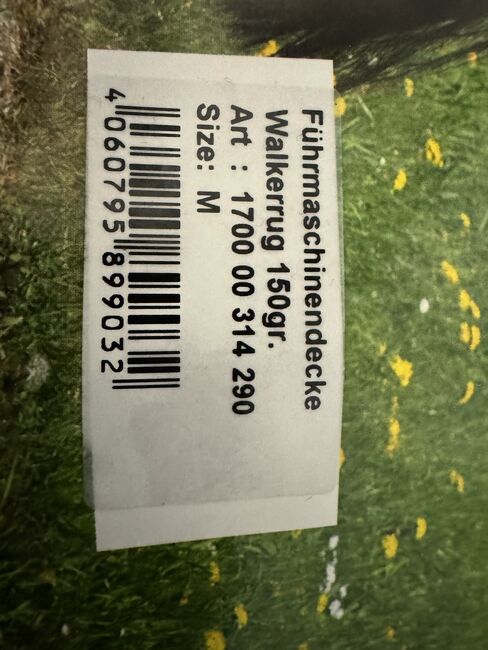 Führmaschinendecke
Walkerrug 150gr.
Art : 1700 00 314 290
Size: M
4 060795 899032